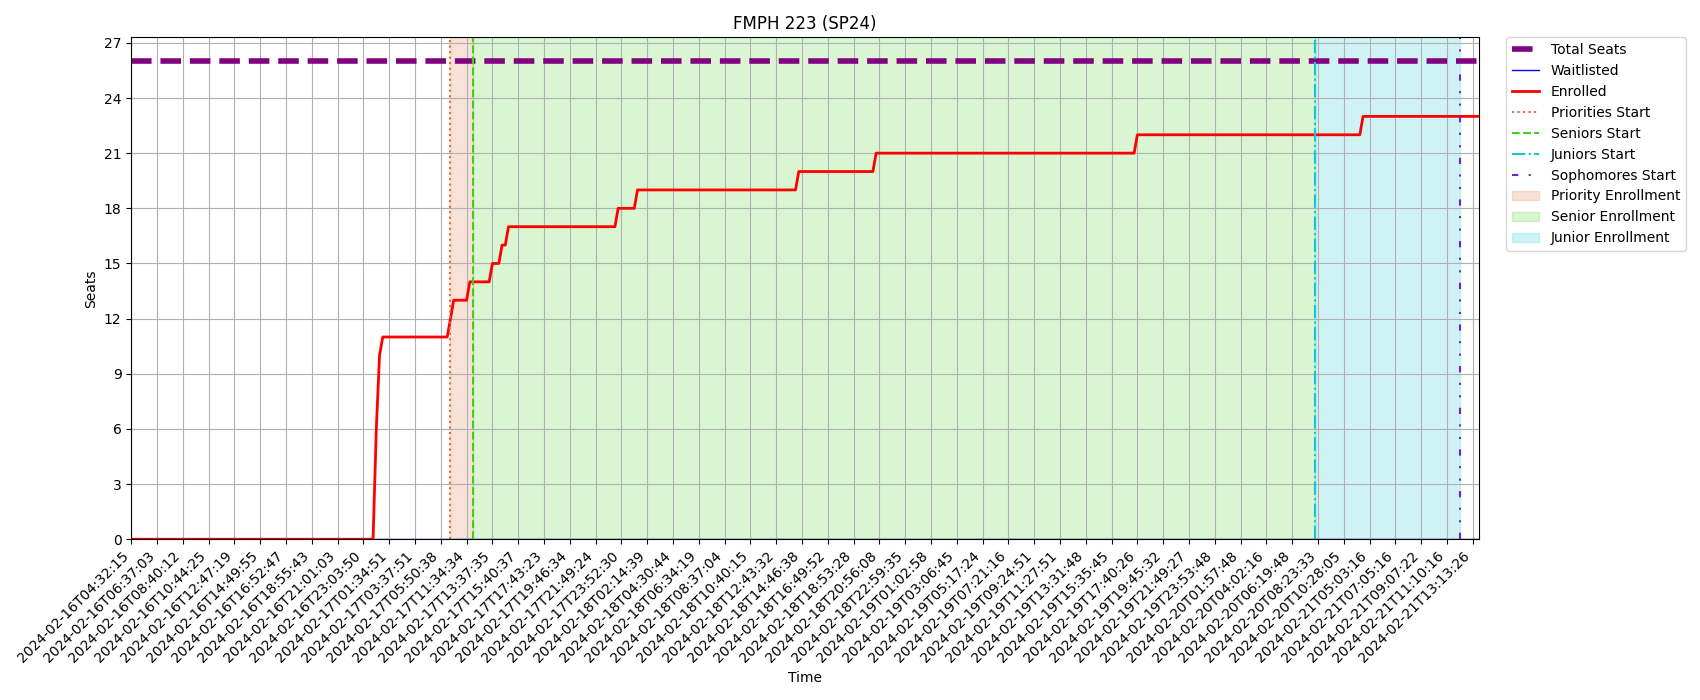 FMPH 223 (SP24)
27
24
21
18
15
12
9
6
3
0
Seats
2024-02-16T04:32:15
2024-02-16T06:37:03
2024-02-16T08:40:12
2024-02-16T10:44:25
2024-02-16T12:47:19
2024-02-16T14:49:55
2024-02-16T16:52:47
2024-02-16T18:55:43
2024-02-16T21:01:03
2024-02-16T23:03:50
2024-02-17T01:34:51
2024-02-17T03:37:51
2024-02-17T05:50:38
2024-02-17T11:34:34
2024-02-17T13:37:35
2024-02-17T15:40:37
2024-02-17T17:43:23
2024-02-17T19:46:34
2024-02-17T21:49:24
2024-02-17T23:52:30
2024-02-18T02:14:39
2024-02-18T04:30:44
2024-02-18T06:34:19
2024-02-18T08:37:04
2024-02-18T10:40:15
2024-02-18T12:43:32
2024-02-18T14:46:38
2024-02-18T16:49:52
2024-02-18T18:53:28
2024-02-18T20:56:08
2024-02-18T22:59:35
2024-02-19T01:02:58
2024-02-19T03:06:45
2024-02-19T05:17:24
2024-02-19T07:21:16
2024-02-19T09:24:51
2024-02-19T11:27:51
2024-02-19T13:31:48
2024-02-19T15:35:45
2024-02-19T17:40:26
2024-02-19T19:45:32
2024-02-19T21:49:27
2024-02-19T23:53:48
2024-02-20T01:57:48
2024-02-20T04:02:16
2024-02-20T06:19:48
2024-02-20T08:23:33
2024-02-20T10:28:05
2024-02-21T05:03:16
2024-02-21T07:05:16
2024-02-21T09:07:22
2024-02-21T11:10:16
2024-02-21T13:13:26
Time
Total Seats
Waitlisted
Enrolled
Priorities Start
Seniors Start
Juniors Start
Sophomores Start
Priority Enrollment
Senior Enrollment
Junior Enrollment